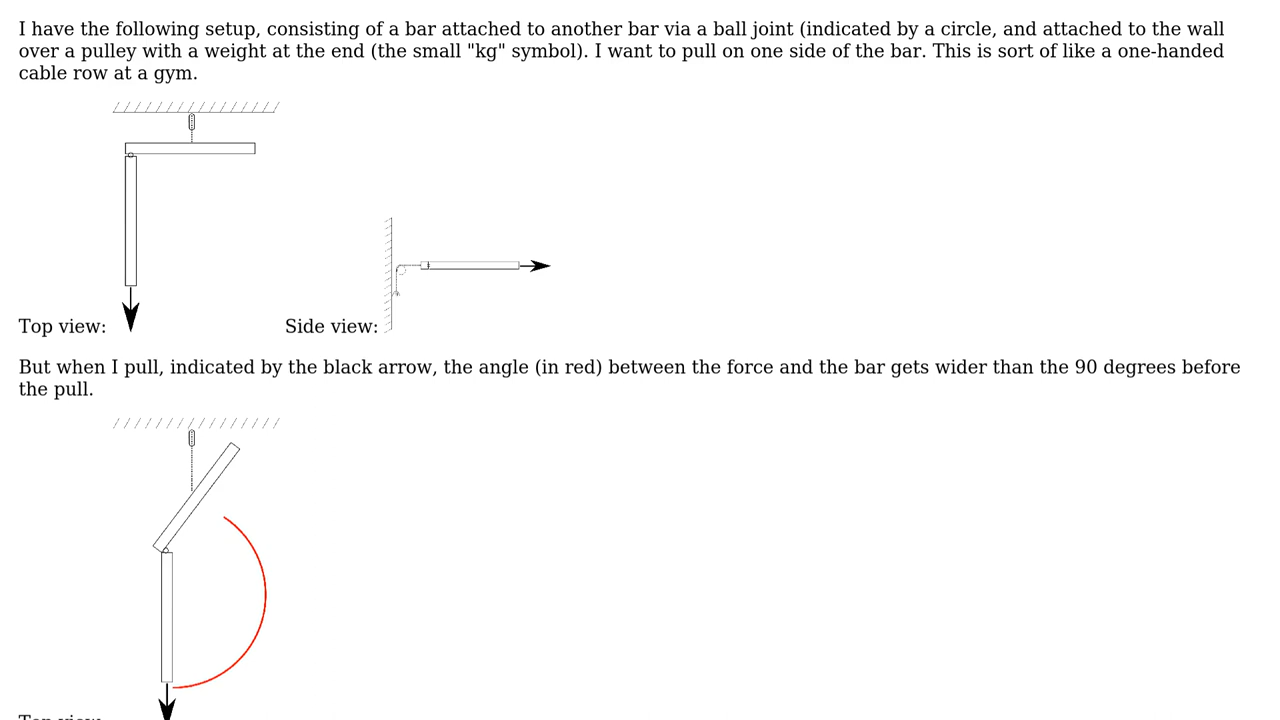 I have the following setup, consisting of a bar attached to another bar via a ball joint (indicated by a circle, and attached to the wall
over a pulley with a weight at the end (the small "kg" symbol). I want to pull on one side of the bar. This is sort of like a one-handed
cable row at a gym.
Top view:
Side view:
But when I pull, indicated by the black arrow, the angle (in red) between the force and the bar gets wider than the 90 degrees before
the pull.